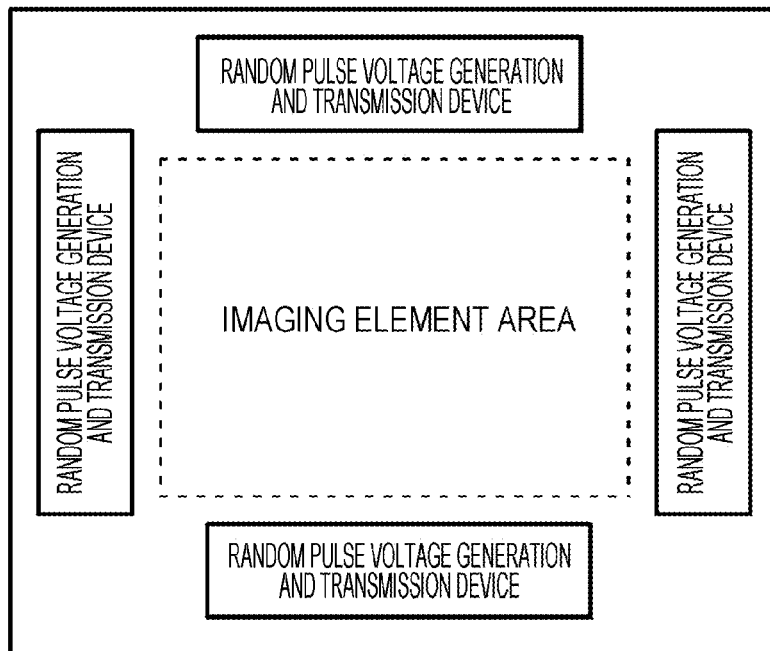 RANDOM PULSE VOLTAGE GENERATION
AND TRANSMISSION DEVICE
RANDOM PULSE VOLTAGE GENERATION
AND TRANSMISSION DEVICE
IMAGING ELEMENT AREA
RANDOM PULSE VOLTAGE GENERATION
AND TRANSMISSION DEVICE
RANDOM PULSE VOLTAGE GENERATION
AND TRANSMISSION DEVICE